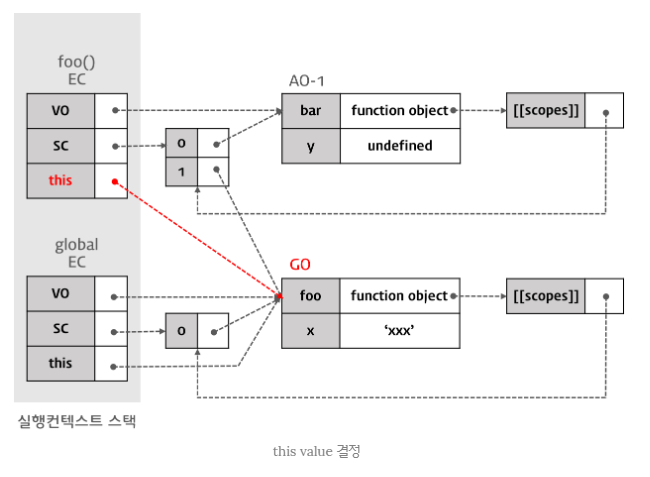 foo()
EC
VO
SC
this
0
1
AO-1
bar function object
y undefined
[[scopes]]
global
EC
VO
SC
this
0
GO
foo function object
x ‘xxx’
[[scopes]]
실행컨텍스트 스택
this value 결정